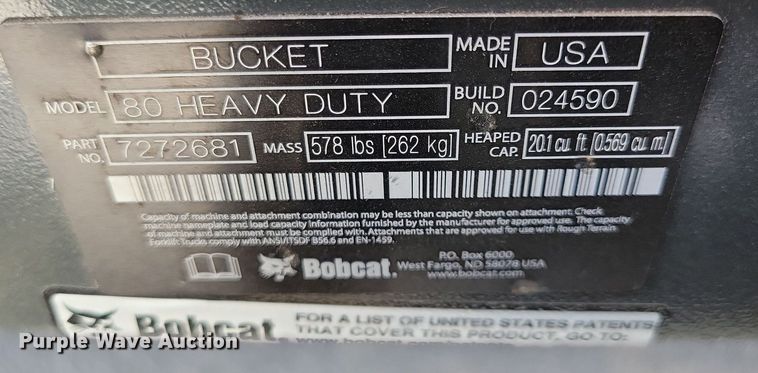 BUCKET MADE IN USA
MODEL 80 HEAVY DUTY BUILD NO. 024590
PART NO. 7272681 MASS 578 lbs [262 kg] HEAPED CAP. 20.1 cu. ft. [0.569 cu. m.]
Capacity of machine and attachment combination may be less than capacity shown on attachment. Check
machine nameplate and load capacity information furnished by the manufacturer for approved use. The capacity
of machine and attachment must be complied with. Attachments that are approved for use with Rough Terrain
Forklift Trucks comply with ANSI/ITSDF B56.6 and EN-1459.
Bobcat.
P.O. Box 6000
West Fargo, ND 58078 USA
www.bobcat.com
Bobcat
FOR A LIST OF UNITED STATES PATENTS
THAT COVER THIS PRODUCT, GO TO:
www.bobcat.
Purple Wave Auction